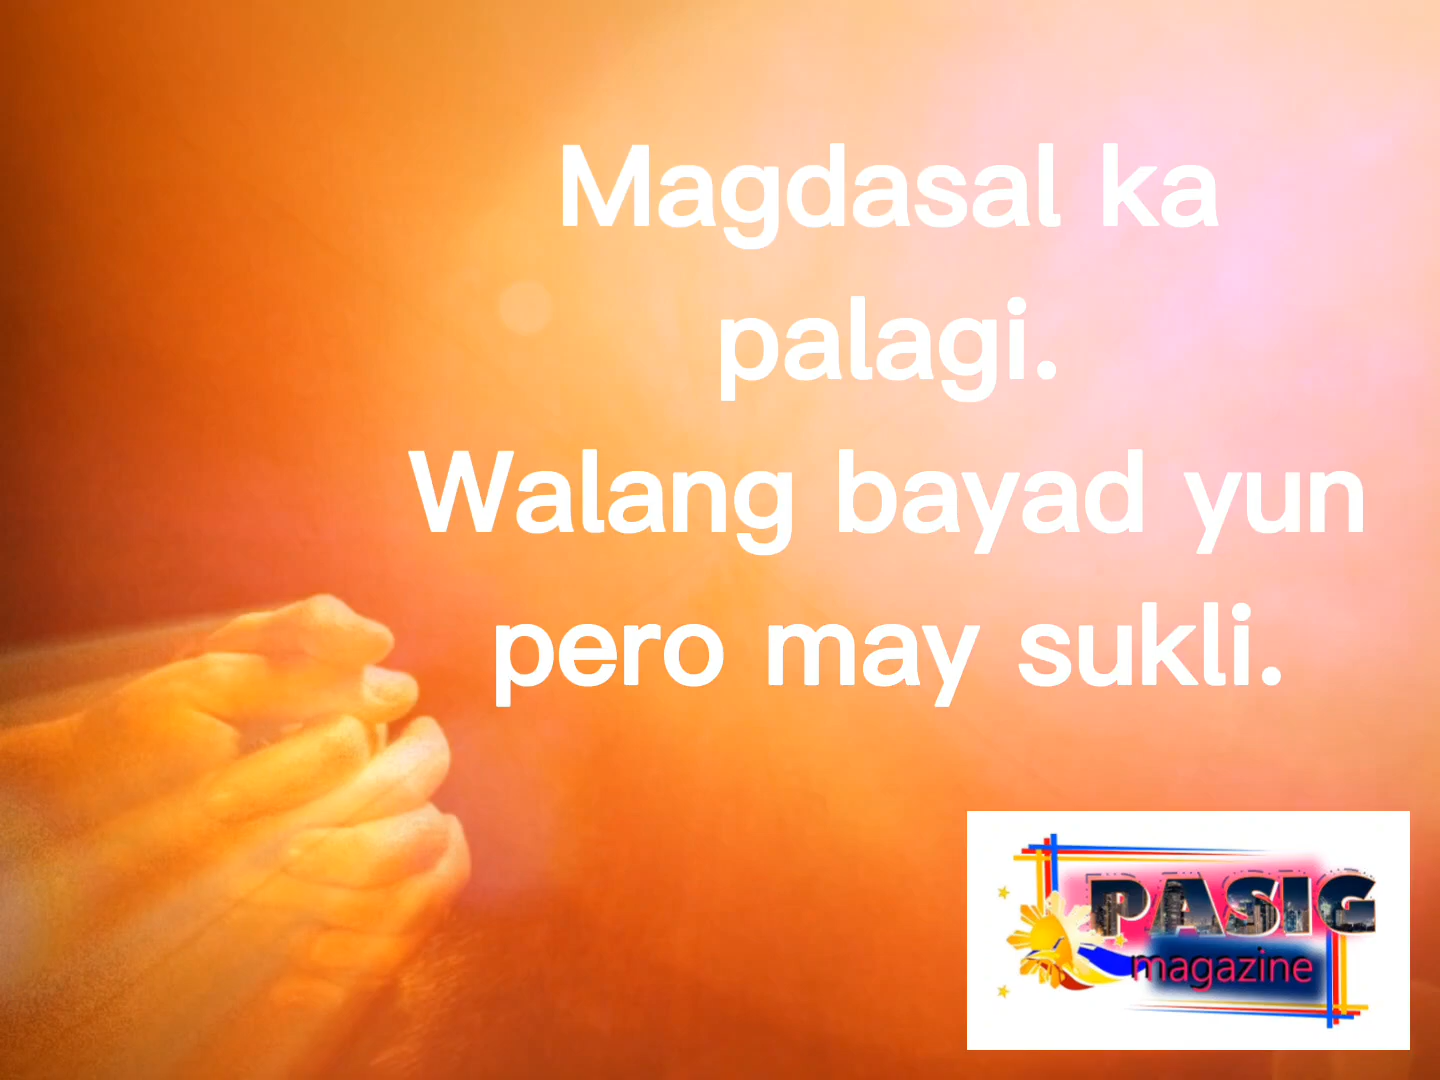 Magdasal ka
palagi.
Walang bayad yun
pero may sukli.
PASIG
magazine